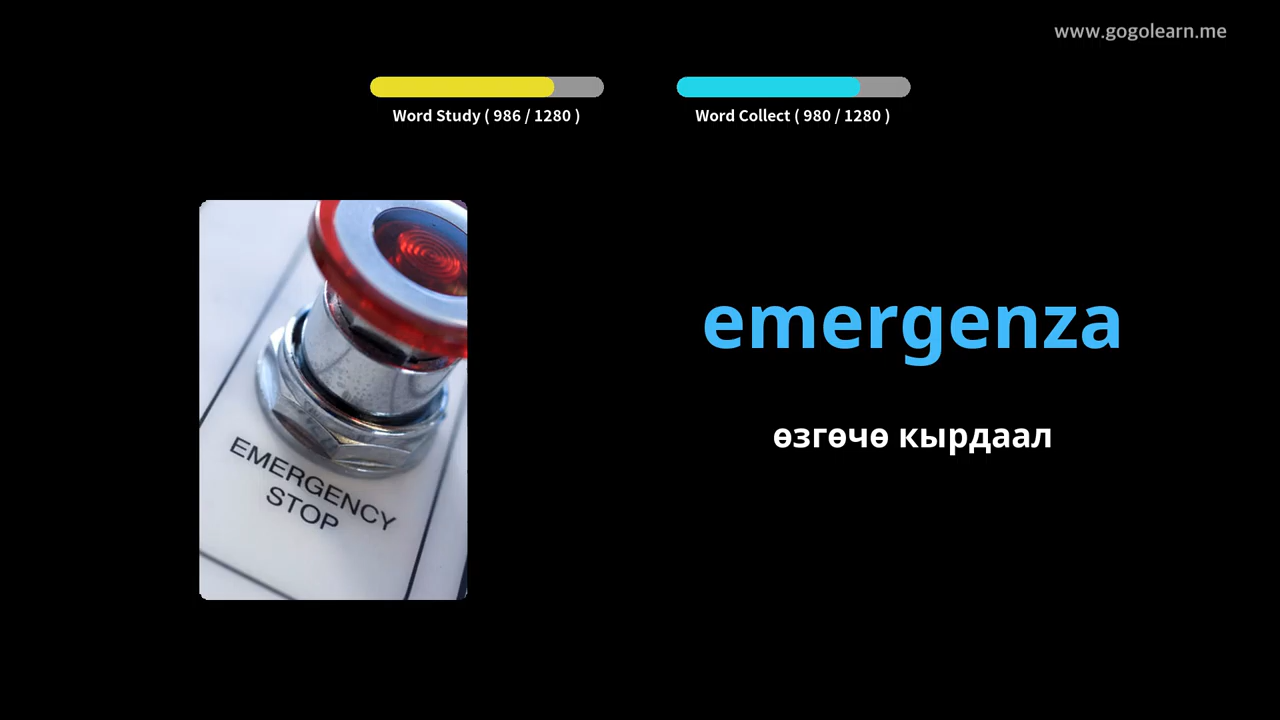 www.gogolearn.me
Word Study ( 986 / 1280 )
Word Collect ( 980 / 1280 )
EMERGENCY
STOP
emergenza
өзгөчө кырдаал